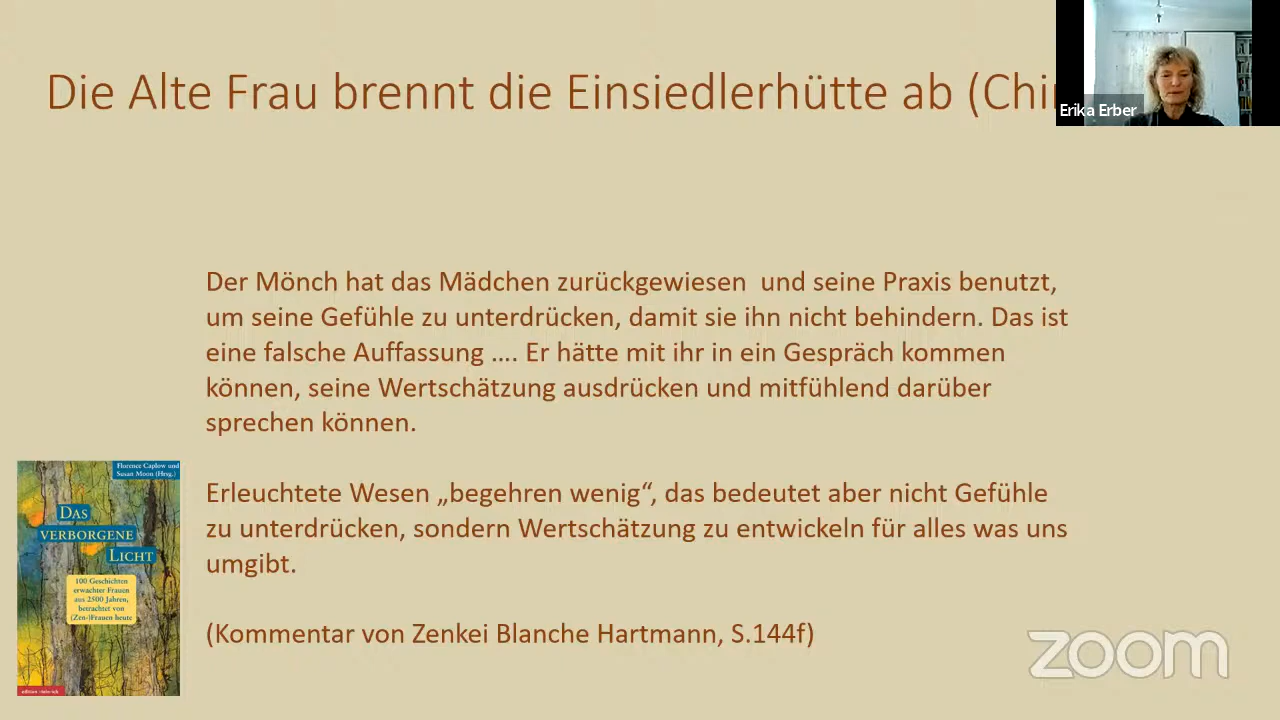 Die Alte Frau brennt die Einsiedlerhütte ab (Chi
Erika Erber
Der Mönch hat das Mädchen zurückgewiesen und seine Praxis benutzt,
um seine Gefühle zu unterdrücken, damit sie ihn nicht behindern. Das ist
eine falsche Auffassung …. Er hätte mit ihr in ein Gespräch kommen
können, seine Wertschätzung ausdrücken und mitfühlend darüber
sprechen können.
Erleuchtete Wesen „begehren wenig“, das bedeutet aber nicht Gefühle
zu unterdrücken, sondern Wertschätzung zu entwickeln für alles was uns
umgibt.
(Kommentar von Zenkei Blanche Hartmann, S.144f)
Florence Caplow und
Susan Moon (Hrsg.)
Das
verborgene
Licht
100 Geschichten
erwachter Frauen
aus 2500 Jahren,
betrachtet von
(Zen-)Frauen heute
zoom